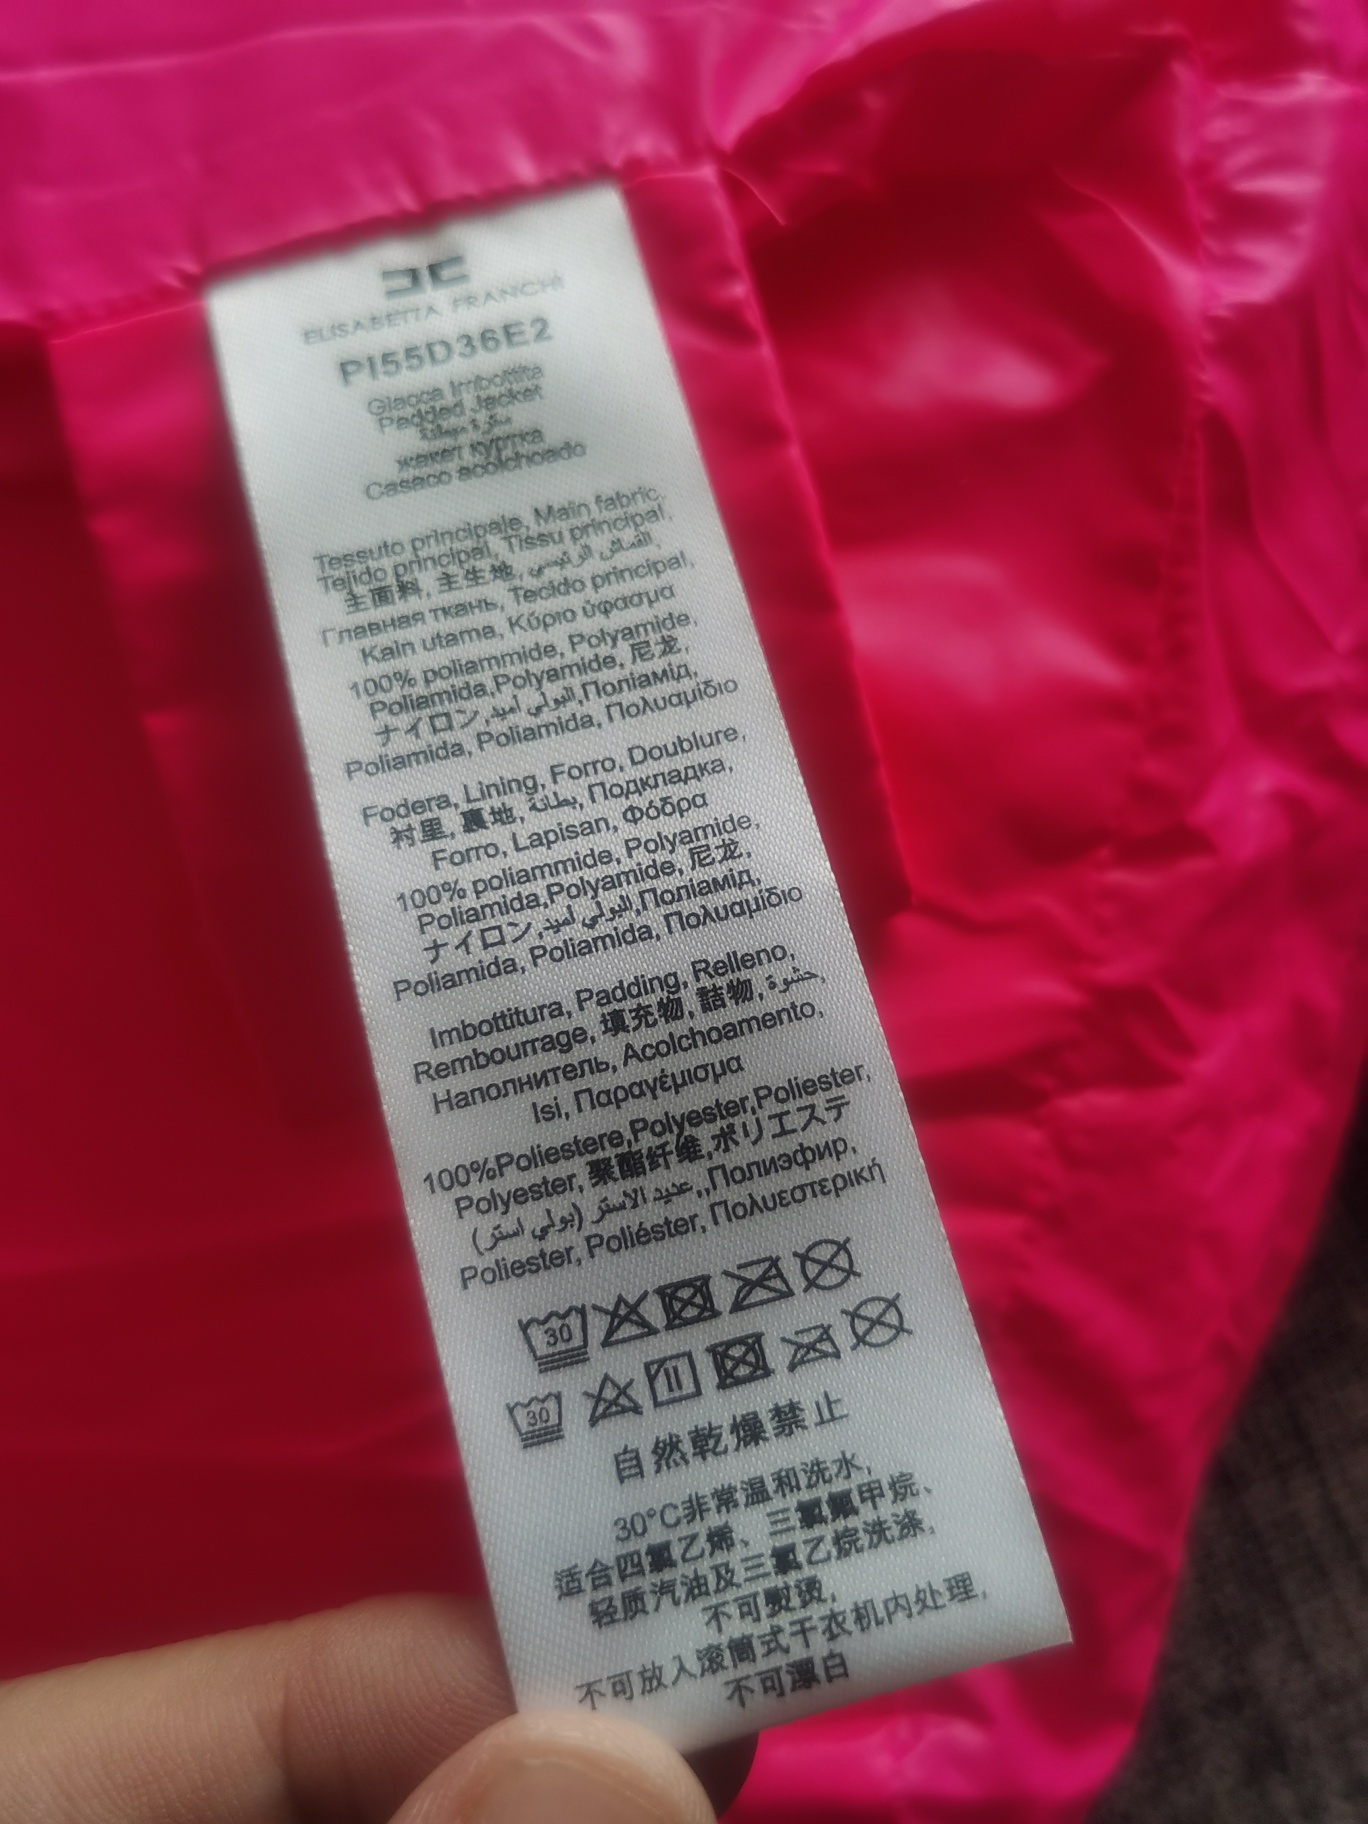 ELISABETTA FRANCHI
PI55D36E2
Giacca Imbottita
Padded Jacket
жакет куртка
Casaco acolchoado
Tessuto principale, Main fabric,
Tejido principal, Tissu principal,
主面料, 主生地, القماش الرئيسي,
Главная ткань, Tecido principal,
Kain utama, Κύριο ύφασμα
100% poliammide, Polyamide,
Poliamida,Polyamide, 尼龙,
ナイロン,البولي أميد,Поліамід,
Poliamida, Poliamida, Πολυαμίδιο
Fodera, Lining, Forro, Doublure,
衬里, 裏地, بطانة, Подкладка,
Forro, Lapisan, Φόδρα
100% poliammide, Polyamide,
Poliamida,Polyamide, 尼龙,
ナイロン,البولي أميد,Поліамід,
Poliamida, Poliamida, Πολυαμίδιο
Imbottitura, Padding, Relleno,
Rembourrage, 填充物, 詰物, حشوة,
Наполнитель, Acolchoamento,
Isi, Παραγέμισμα
100%Poliestere,Polyester,Poliester,
Polyester, 聚酯纤维,ポリエステ
عديد الاستر (بولي استر),,Полиэфир,
Poliester, Poliéster, Πολυεστερική
30
30
自然乾燥禁止
30°C非常温和洗水,
适合四氯乙烯、三氯氟甲烷、
轻质汽油及三氯乙烷洗涤,
不可熨烫,
不可放入滚筒式干衣机内处理,
不可漂白